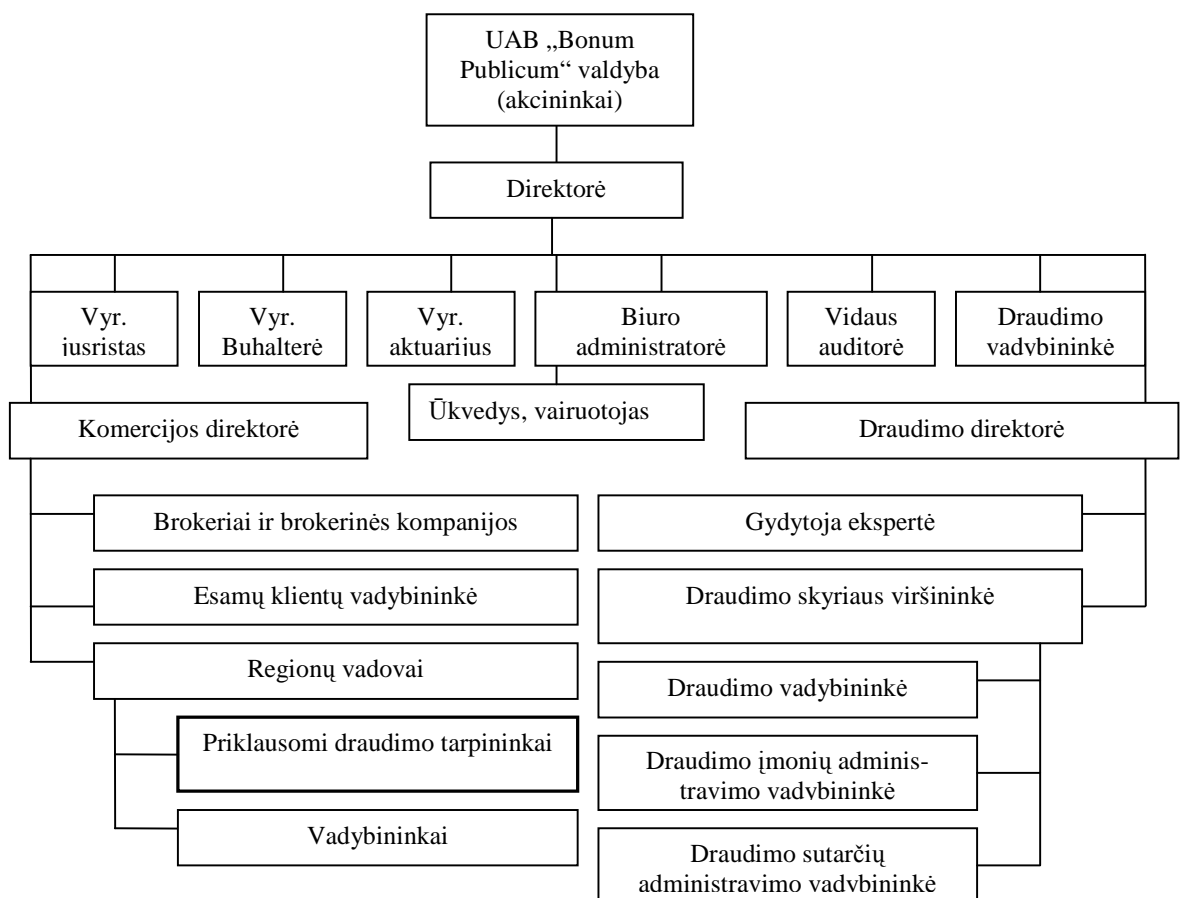 UAB „Bonum
Publicum“ valdyba
(akcininkai)
Direktorė
Vyr.
jusristas
Vyr.
Buhalterė
Vyr.
aktuarijus
Biuro
administratorė
Vidaus
auditorė
Draudimo
vadybininkė
Ūkvedys, vairuotojas
Komercijos direktorė
Draudimo direktorė
Brokeriai ir brokerinės kompanijos
Gydytoja ekspertė
Esamų klientų vadybininkė
Draudimo skyriaus viršininkė
Regionų vadovai
Draudimo vadybininkė
Priklausomi draudimo tarpininkai
Draudimo įmonių adminis-
travimo vadybininkė
Vadybininkai
Draudimo sutarčių
administravimo vadybininkė